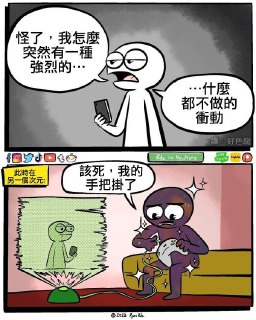 怪了，我怎麼
突然有一種
強烈的…
…什麼
都不做的
衝動
此時在
另一個次元:
該死，我的
手把掛了